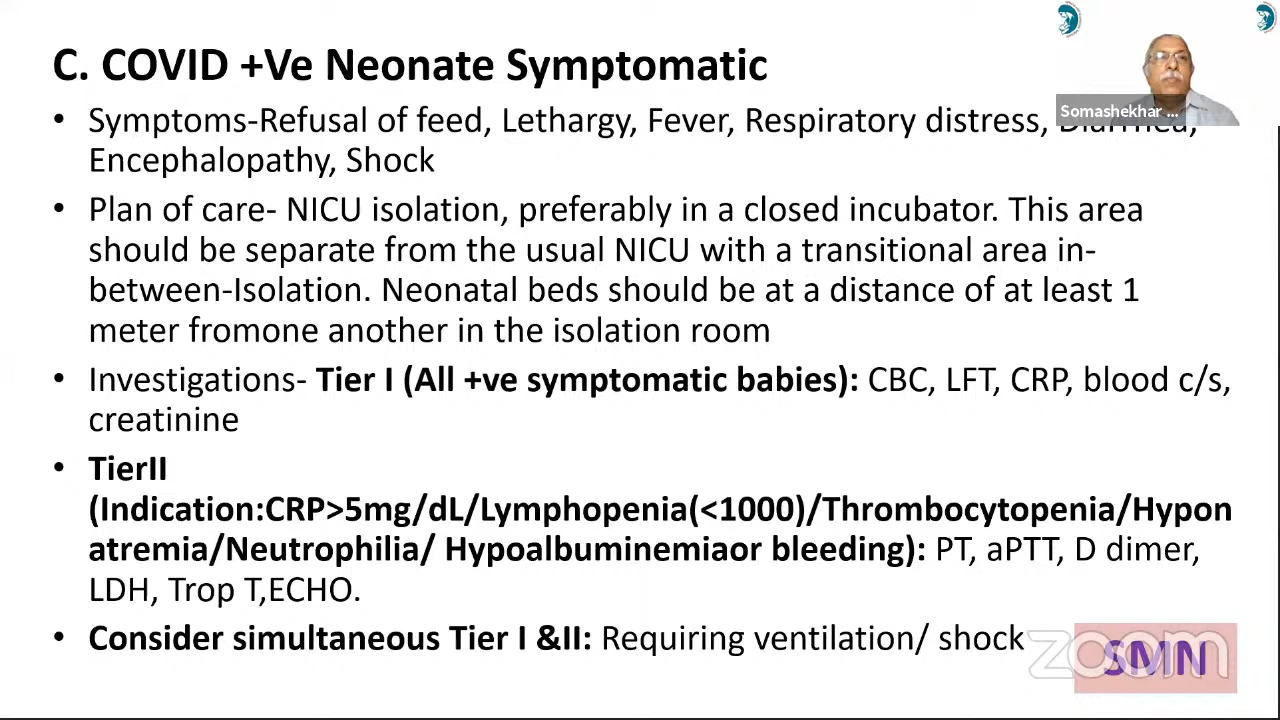 C. COVID +Ve Neonate Symptomatic
• Symptoms-Refusal of feed, Lethargy, Fever, Respiratory distress, Diarrhea,
Encephalopathy, Shock
• Plan of care- NICU isolation, preferably in a closed incubator. This area
should be separate from the usual NICU with a transitional area in-
between-Isolation. Neonatal beds should be at a distance of at least 1
meter fromone another in the isolation room
• Investigations- Tier I (All +ve symptomatic babies): CBC, LFT, CRP, blood c/s,
creatinine
• TierII
(Indication:CRP>5mg/dL/Lymphopenia(<1000)/Thrombocytopenia/Hypon
atremia/Neutrophilia/ Hypoalbuminemiaor bleeding): PT, aPTT, D dimer,
LDH, Trop T,ECHO.
• Consider simultaneous Tier I &II: Requiring ventilation/ shock
Somashekhar ...
zoom
SMN